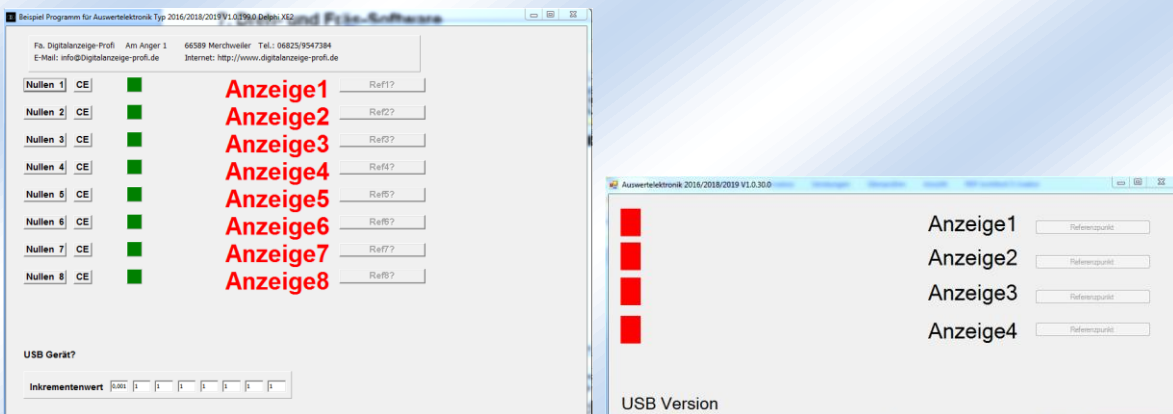 Beispiel Programm für Auswertelektronik Typ 2016/2018/2019 V1.0.199.0 Delphi XE2
Dreh- und Fräs-Software
Fa. Digitalanzeige-Profi Am Anger 1 66589 Merchweiler Tel.: 06825/9547384
E-Mail: info@Digitalanzeige-profi.de Internet: http://www.digitalanzeige-profi.de
Nullen 1 CE Anzeige1 Ref1?
Nullen 2 CE Anzeige2 Ref2?
Nullen 3 CE Anzeige3 Ref3?
Nullen 4 CE Anzeige4 Ref4?
Nullen 5 CE Anzeige5 Ref5?
Nullen 6 CE Anzeige6 Ref6?
Nullen 7 CE Anzeige7 Ref7?
Nullen 8 CE Anzeige8 Ref8?
USB Gerät?
Inkrementenwert 0,001 1 1 1 1 1 1 1
Auswertelektronik 2016/2018/2019 V1.0.30.0
Anzeige1 Referenzpunkt
Anzeige2 Referenzpunkt
Anzeige3 Referenzpunkt
Anzeige4 Referenzpunkt
USB Version